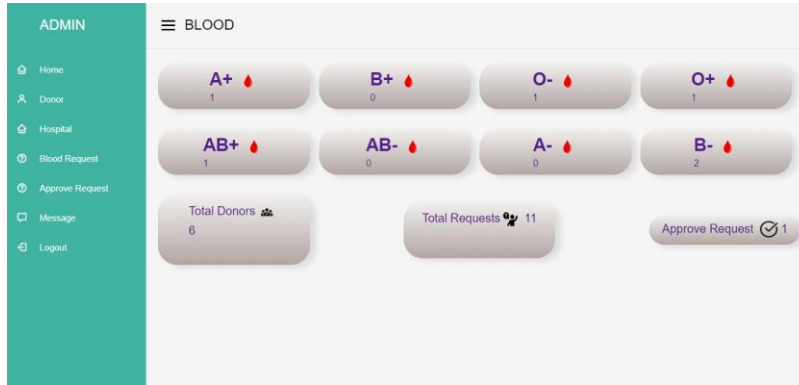 ADMIN
BLOOD
Home
Donor
Hospital
Blood Request
Approve Request
Message
Logout
A+
1
B+
0
O-
1
O+
1
AB+
1
AB-
0
A-
0
B-
2
Total Donors
6
Total Requests 11
Approve Request 1